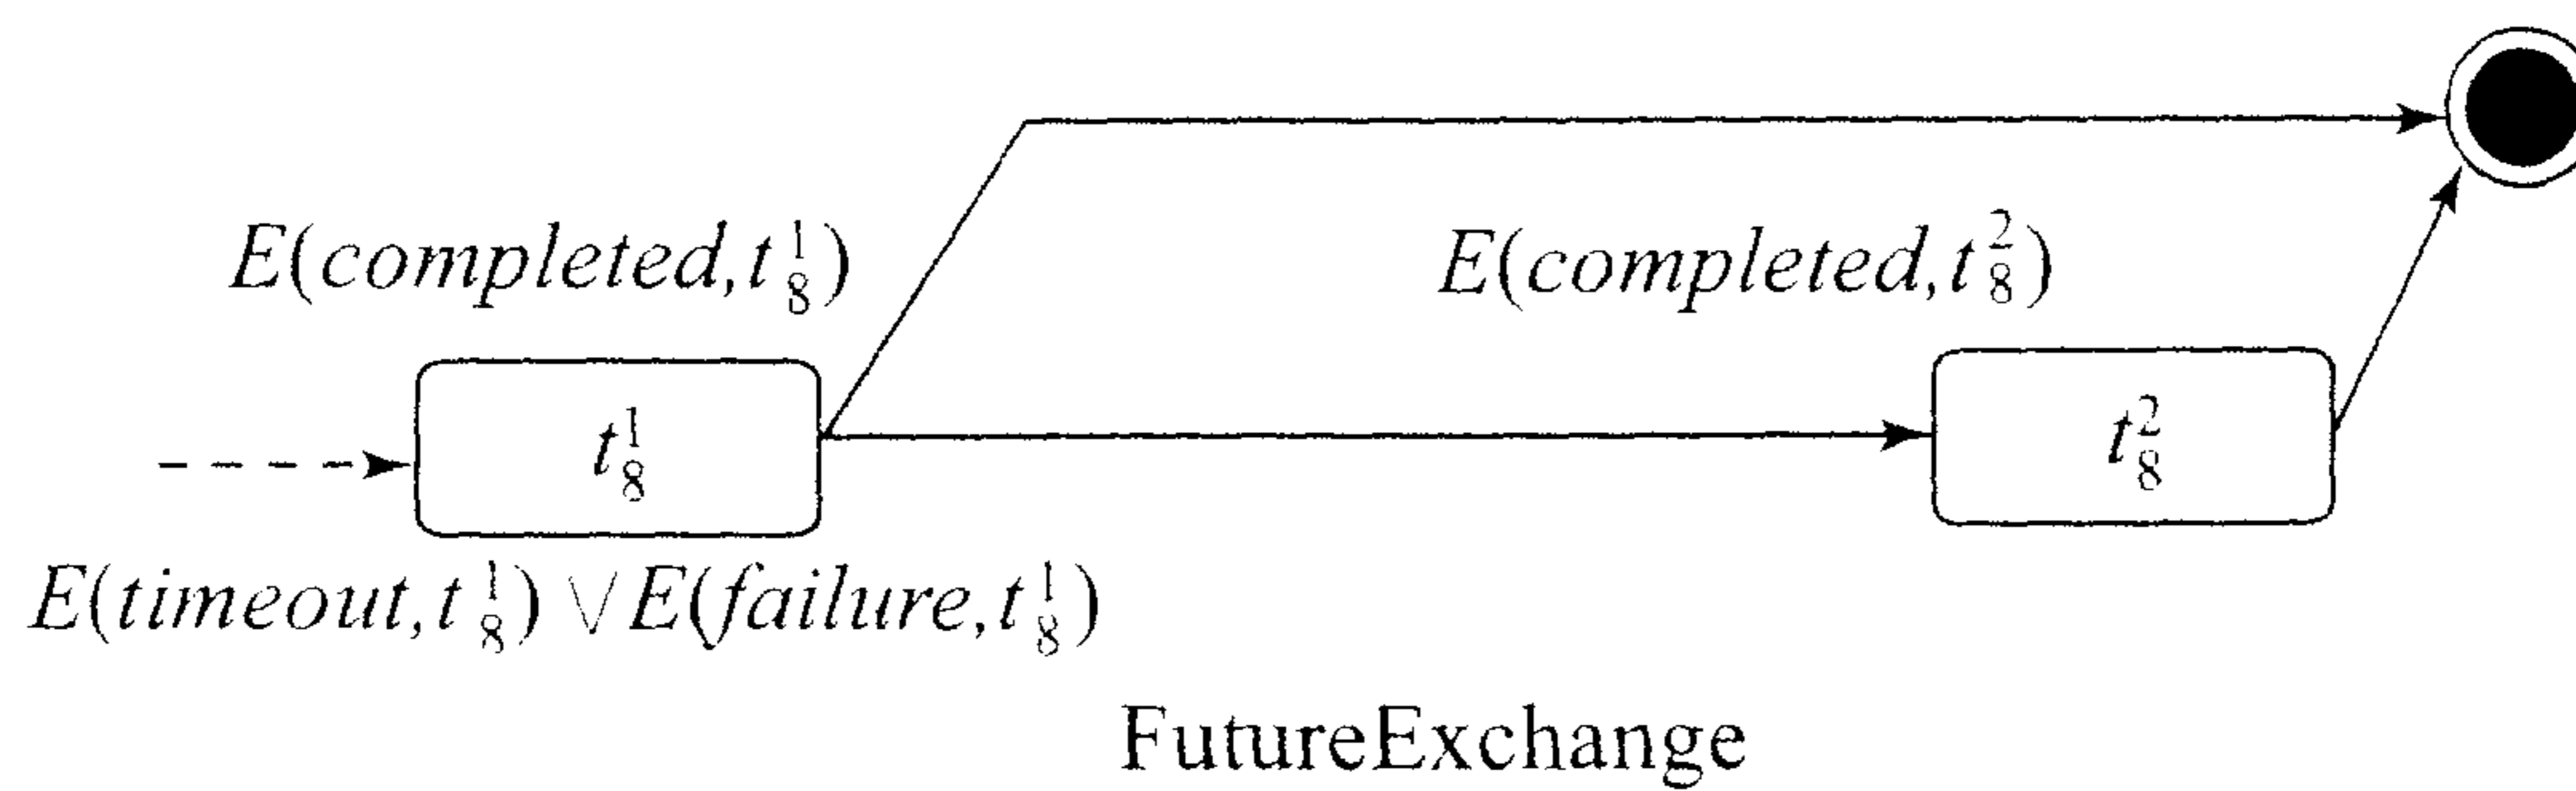 E(completed,t₈¹)
E(completed,t₈²)
t₈¹
t₈²
E(timeout,t₈¹) ∨ E(failure,t₈¹)
FutureExchange